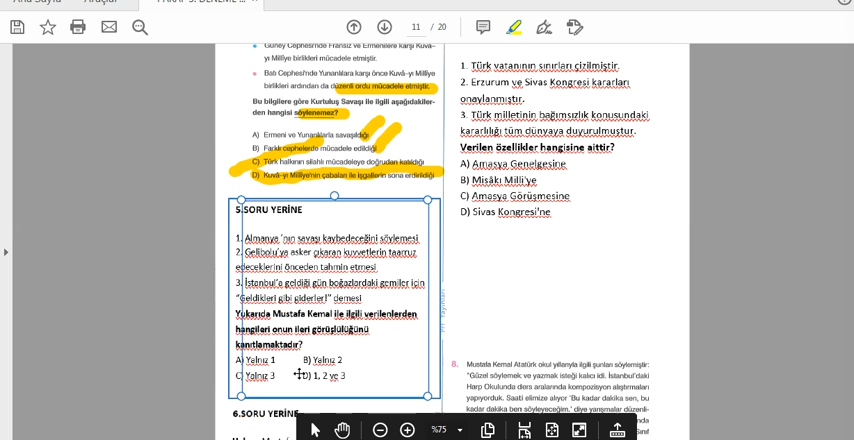 Ana Sayfa
Araçlar
11 / 20
Güney Cephesi'nde Fransız ve Ermenilere karşı Kuvâ-
yı Milliye birlikleri mücadele etmiştir.
Batı Cephesi'nde Yunanlara karşı önce Kuvâ-yı Millîye
birlikleri ardından da düzenli ordu mücadele etmiştir.
Bu bilgilere göre Kurtuluş Savaşı ile ilgili aşağıdakiler-
den hangisi söylenemez?
A) Ermeni ve Yunanlarla savaşıldığı
B) Farklı cephelerde mücadele edildiği
C) Türk halkının silahlı mücadeleye doğrudan katıldığı
D) Kuvâ-yı Millîye'nin çabaları ile işgallerin sona erdirildiği
5.SORU YERİNE
1. Almanya 'nın savaşı kaybedeceğini söylemesi
2. Gelibolu'ya asker çıkaran kuvvetlerin taarruz
edeceklerini önceden tahmin etmesi
3. İstanbul'a geldiği gün boğazlardaki gemiler için
"Geldikleri gibi giderler!" demesi
Yukarıda Mustafa Kemal ile ilgili verilenlerden
hangileri onun ileri görüşlülüğünü
kanıtlamaktadır?
A) Yalnız 1 B) Yalnız 2
C) Yalnız 3 D) 1, 2 ve 3
6.SORU YERİNE
1. Türk vatanının sınırları çizilmiştir.
2. Erzurum ve Sivas Kongresi kararları
onaylanmıştır.
3. Türk milletinin bağımsızlık konusundaki
kararlılığı tüm dünyaya duyurulmuştur.
Verilen özellikler hangisine aittir?
A) Amasya Genelgesine
B) Misâkı Milli'ye
C) Amasya Görüşmesine
D) Sivas Kongresi'ne
Yayınları
8. Mustafa Kemal Atatürk okul yıllarıyla ilgili şunları söylemiştir:
"Güzel söylemek ve yazmak isteği kalıcı idi. İstanbul'daki
Harp Okulunda ders aralarında kompozisyon alıştırmaları
yapıyorduk. Saati elimize alıyor 'Bu kadar dakika sen, bu
kadar dakika ben söyleyeceğim.' diye yarışmalar düzenli-
%75